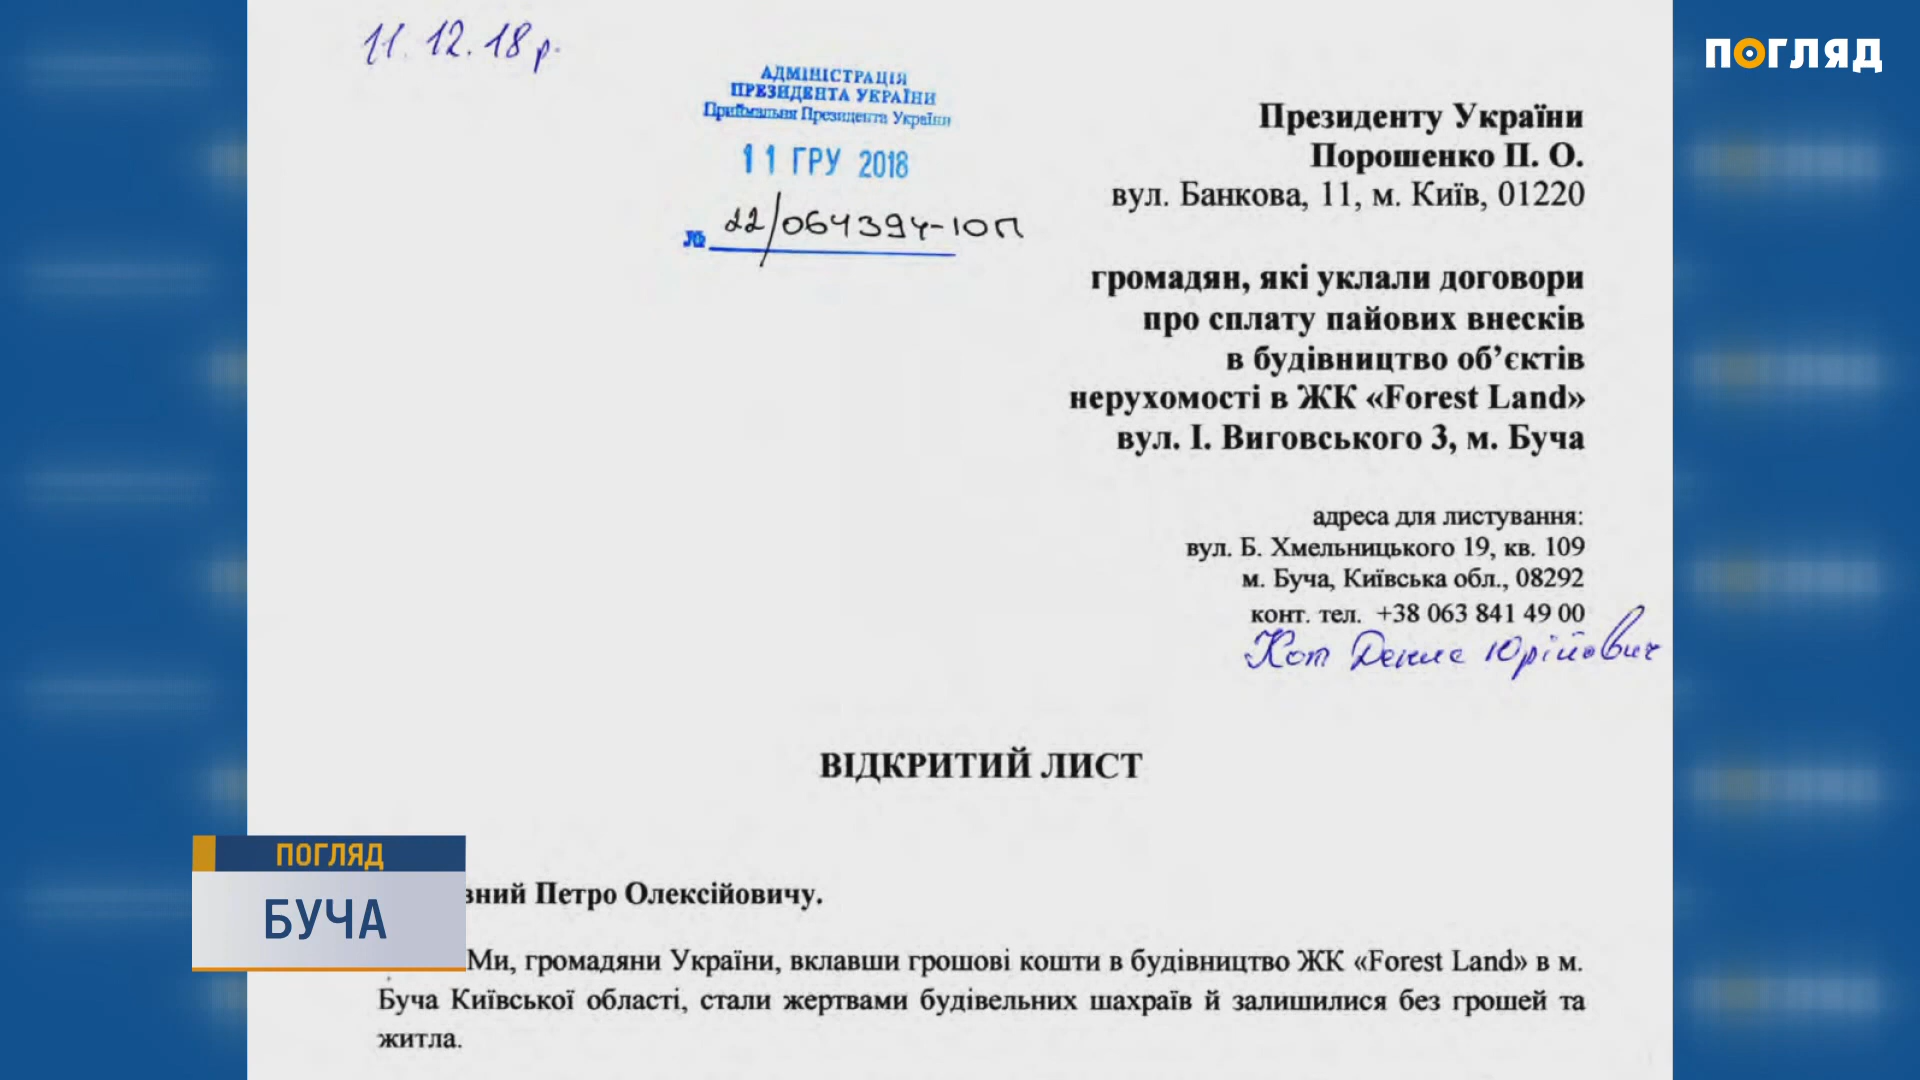 11.12.18 р.
ПОГЛЯД
АДМІНІСТРАЦІЯ
ПРЕЗИДЕНТА УКРАЇНИ
Приймальня Президента України
11 ГРУ 2018
№ 22/064394-10П
Президенту України
Порошенко П. О.
вул. Банкова, 11, м. Київ, 01220
громадян, які уклали договори
про сплату пайових внесків
в будівництво об’єктів
нерухомості в ЖК «Forest Land»
вул. І. Виговського 3, м. Буча
адреса для листування:
вул. Б. Хмельницького 19, кв. 109
м. Буча, Київська обл., 08292
конт. тел. +38 063 841 49 00
Кот Денис Юрійович
ВІДКРИТИЙ ЛИСТ
вний Петро Олексійовичу.
Ми, громадяни України, вклавши грошові кошти в будівництво ЖК «Forest Land» в м.
Буча Київської області, стали жертвами будівельних шахраїв й залишилися без грошей та
житла.
ПОГЛЯД
БУЧА